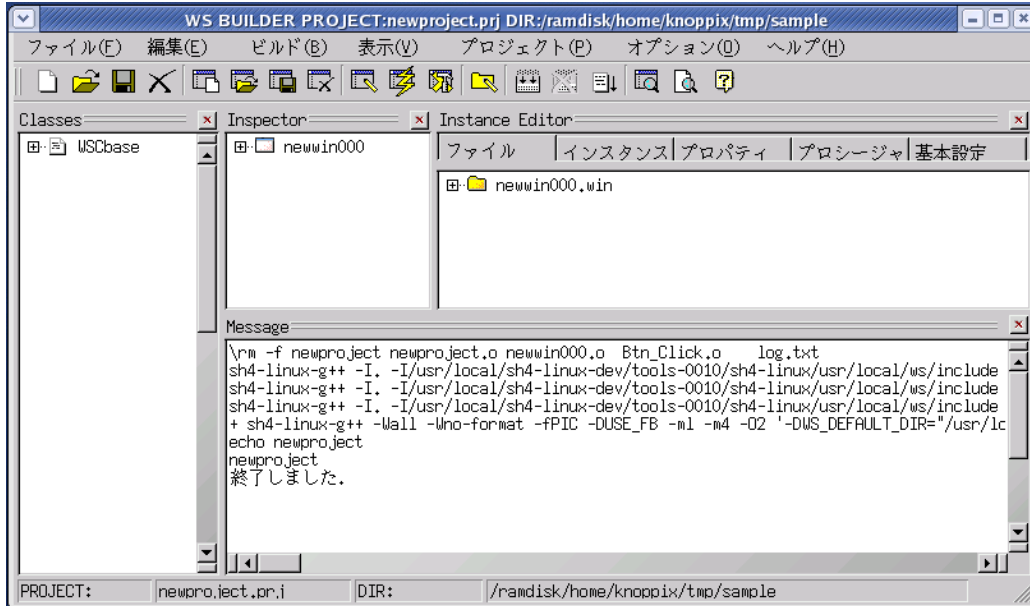 WS BUILDER PROJECT:newproject.prj DIR:/ramdisk/home/knoppix/tmp/sample
ファイル(F) 編集(E) ビルド(B) 表示(V) プロジェクト(P) オプション(O) ヘルプ(H)
Classes
WSCbase
Inspector
newwin000
Instance Editor
ファイル インスタンス プロパティ プロシージャ 基本設定
newwin000.win
Message
\rm -f newproject newproject.o newwin000.o Btn_Click.o log.txt
sh4-linux-g++ -I. -I/usr/local/sh4-linux-dev/tools-0010/sh4-linux/usr/local/ws/include
sh4-linux-g++ -I. -I/usr/local/sh4-linux-dev/tools-0010/sh4-linux/usr/local/ws/include
sh4-linux-g++ -I. -I/usr/local/sh4-linux-dev/tools-0010/sh4-linux/usr/local/ws/include
+ sh4-linux-g++ -Wall -Wno-format -fPIC -DUSE_FB -ml -m4 -O2 '-DWS_DEFAULT_DIR="/usr/lc
echo newproject
newproject
終了しました.
PROJECT: newproject.prj DIR: /ramdisk/home/knoppix/tmp/sample